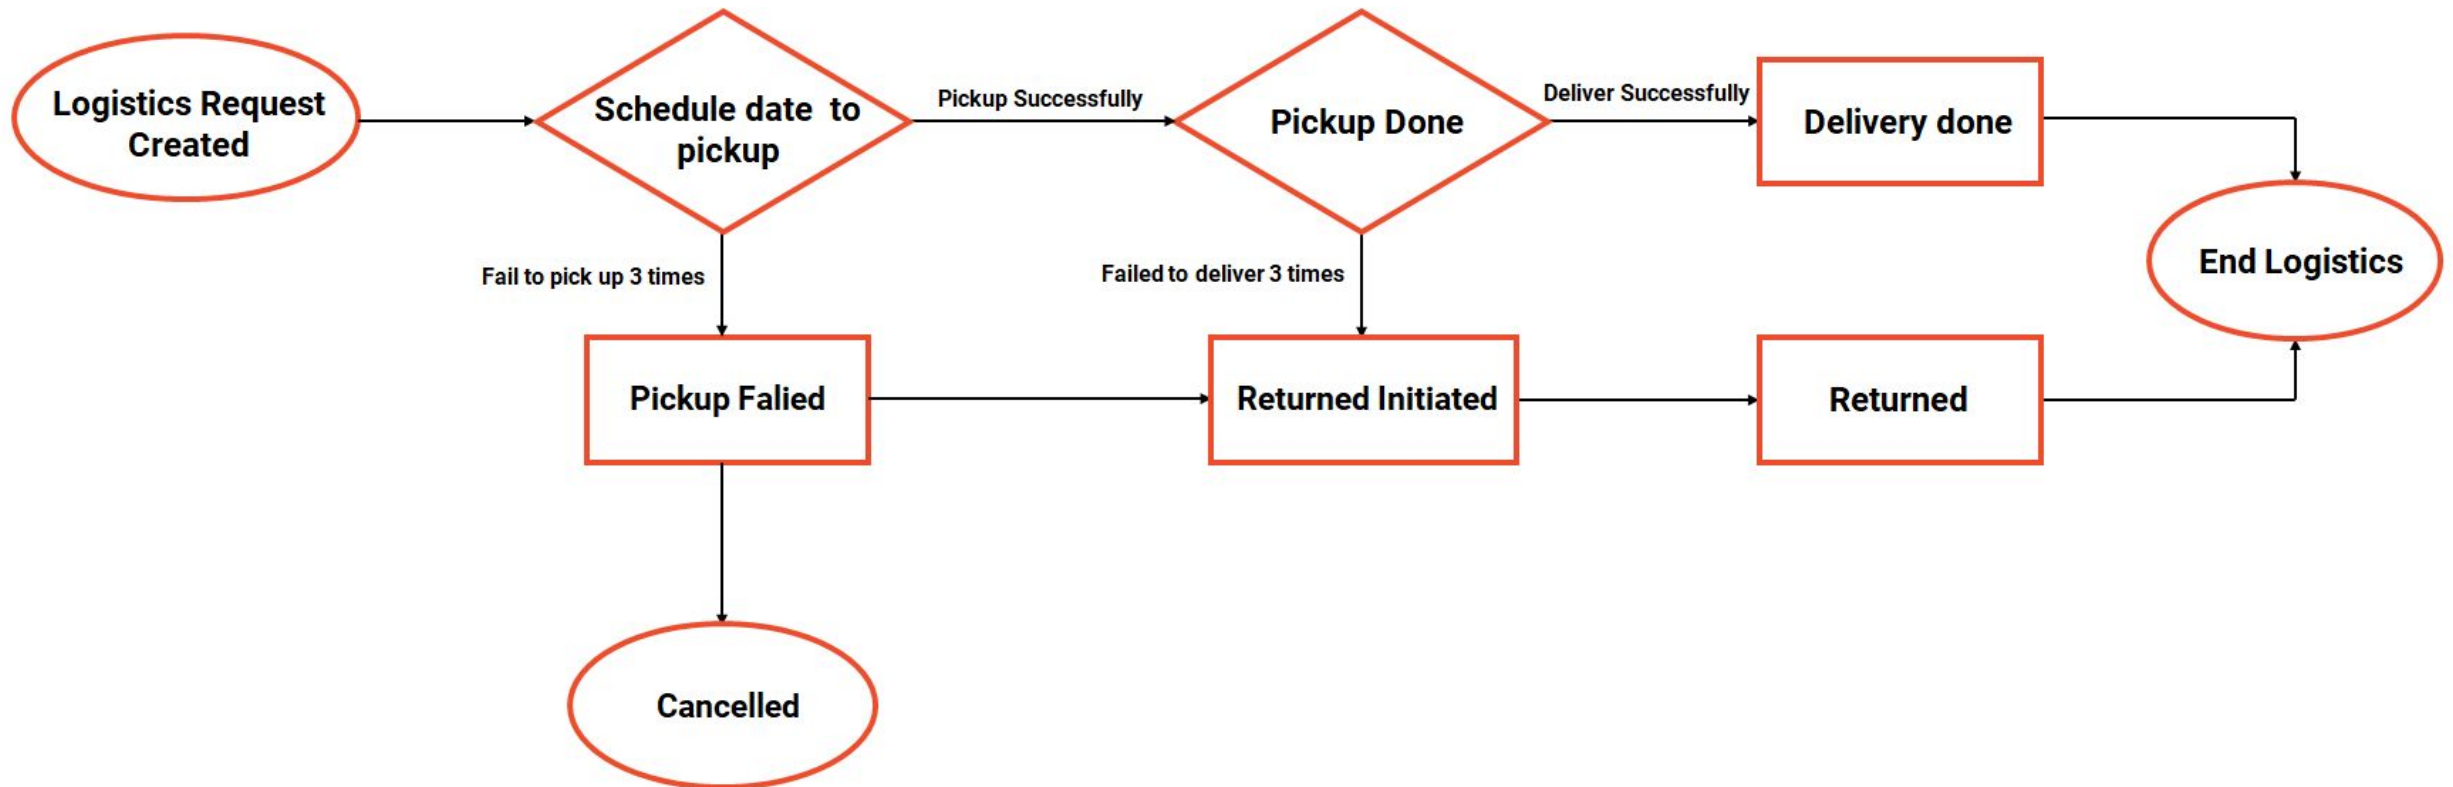 Logistics Request
Created
Schedule date  to
pickup
Pickup Successfully
Pickup Done
Deliver Successfully
Delivery done
End Logistics
Fail to pick up 3 times
Failed to deliver 3 times
Pickup Falied
Returned Initiated
Returned
Cancelled